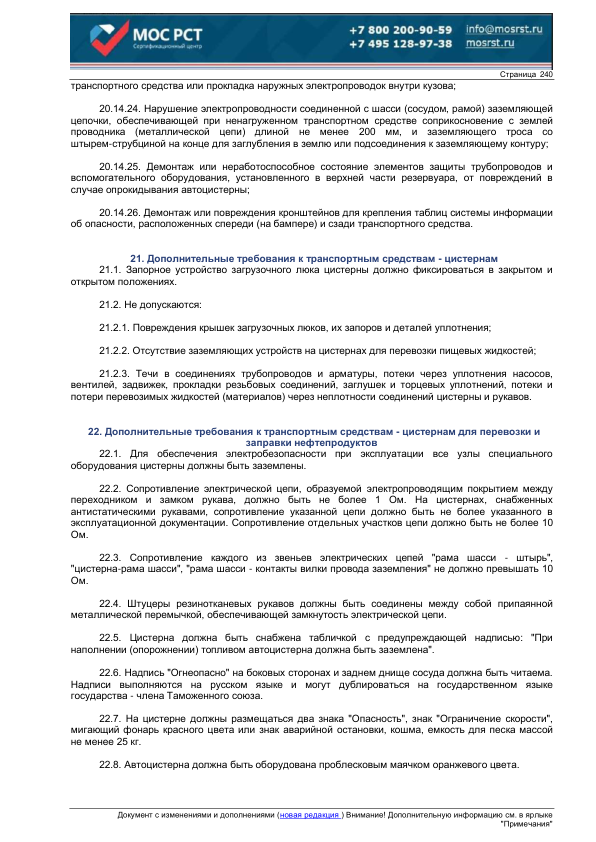 МОС РСТ
Сертификационный центр
+7 800 200-90-59
+7 495 128-97-38
info@mosrst.ru
mosrst.ru
Страница 240
транспортного средства или прокладка наружных электропроводок внутри кузова;
20.14.24. Нарушение электропроводности соединенной с шасси (сосудом, рамой) заземляющей
цепочки, обеспечивающей при ненагруженном транспортном средстве соприкосновение с землей
проводника (металлической цепи) длиной не менее 200 мм, и заземляющего троса со
штырем-струбциной на конце для заглубления в землю или подсоединения к заземляющему контуру;
20.14.25. Демонтаж или неработоспособное состояние элементов защиты трубопроводов и
вспомогательного оборудования, установленного в верхней части резервуара, от повреждений в
случае опрокидывания автоцистерны;
20.14.26. Демонтаж или повреждения кронштейнов для крепления таблиц системы информации
об опасности, расположенных спереди (на бампере) и сзади транспортного средства.
21. Дополнительные требования к транспортным средствам - цистернам
21.1. Запорное устройство загрузочного люка цистерны должно фиксироваться в закрытом и
открытом положениях.
21.2. Не допускаются:
21.2.1. Повреждения крышек загрузочных люков, их запоров и деталей уплотнения;
21.2.2. Отсутствие заземляющих устройств на цистернах для перевозки пищевых жидкостей;
21.2.3. Течи в соединениях трубопроводов и арматуры, потеки через уплотнения насосов,
вентилей, задвижек, прокладки резьбовых соединений, заглушек и торцевых уплотнений, потеки и
потери перевозимых жидкостей (материалов) через неплотности соединений цистерны и рукавов.
22. Дополнительные требования к транспортным средствам - цистернам для перевозки и
заправки нефтепродуктов
22.1. Для обеспечения электробезопасности при эксплуатации все узлы специального
оборудования цистерны должны быть заземлены.
22.2. Сопротивление электрической цепи, образуемой электропроводящим покрытием между
переходником и замком рукава, должно быть не более 1 Ом. На цистернах, снабженных
антистатическими рукавами, сопротивление указанной цепи должно быть не более указанного в
эксплуатационной документации. Сопротивление отдельных участков цепи должно быть не более 10
Ом.
22.3. Сопротивление каждого из звеньев электрических цепей "рама шасси - штырь",
"цистерна-рама шасси", "рама шасси - контакты вилки провода заземления" не должно превышать 10
Ом.
22.4. Штуцеры резинотканевых рукавов должны быть соединены между собой припаянной
металлической перемычкой, обеспечивающей замкнутость электрической цепи.
22.5. Цистерна должна быть снабжена табличкой с предупреждающей надписью: "При
наполнении (опорожнении) топливом автоцистерна должна быть заземлена".
22.6. Надпись "Огнеопасно" на боковых сторонах и заднем днище сосуда должна быть читаема.
Надписи выполняются на русском языке и могут дублироваться на государственном языке
государства - члена Таможенного союза.
22.7. На цистерне должны размещаться два знака "Опасность", знак "Ограничение скорости",
мигающий фонарь красного цвета или знак аварийной остановки, кошма, емкость для песка массой
не менее 25 кг.
22.8. Автоцистерна должна быть оборудована проблесковым маячком оранжевого цвета.
Документ с изменениями и дополнениями (новая редакция ) Внимание! Дополнительную информацию см. в ярлыке
"Примечания"